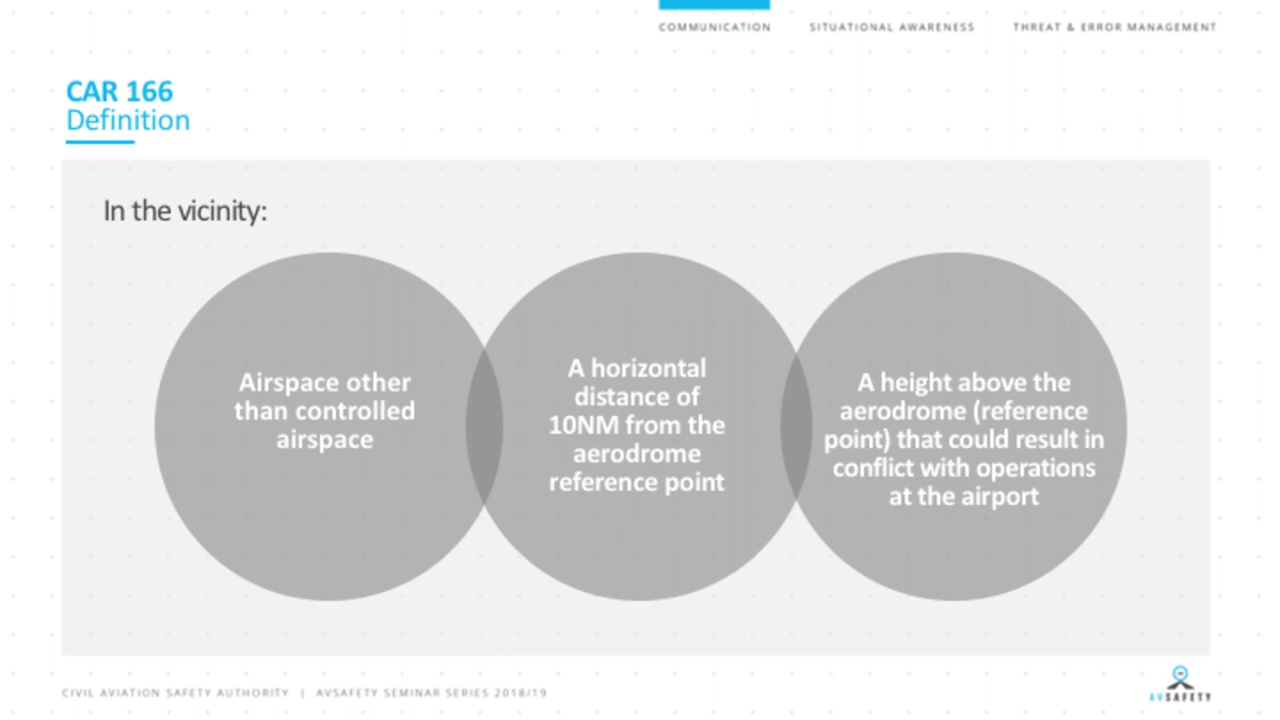 COMMUNICATION
SITUATIONAL AWARENESS
THREAT & ERROR MANAGEMENT
CAR 166
Definition
In the vicinity:
Airspace other
than controlled
airspace
A horizontal
distance of
10NM from the
aerodrome
reference point
A height above the
aerodrome (reference
point) that could result in
conflict with operations
at the airport
CIVIL AVIATION SAFETY AUTHORITY | AVSAFETY SEMINAR SERIES 2018/19
AVSAFETY